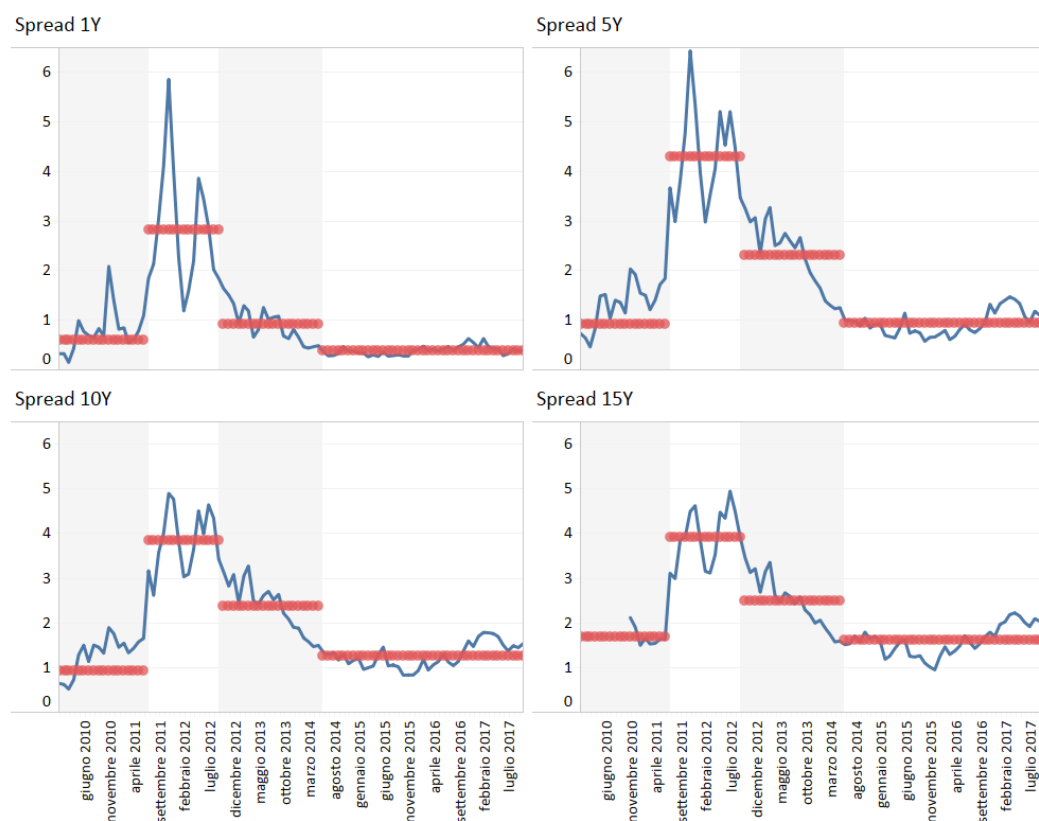 Spread 1Y
6
5
4
3
2
1
0
Spread 5Y
6
5
4
3
2
1
0
Spread 10Y
6
5
4
3
2
1
0
Spread 15Y
6
5
4
3
2
1
0
giugno 2010
novembre 2010
aprile 2011
settembre 2011
febbraio 2012
luglio 2012
dicembre 2012
maggio 2013
ottobre 2013
marzo 2014
agosto 2014
gennaio 2015
giugno 2015
novembre 2015
aprile 2016
settembre 2016
febbraio 2017
luglio 2017
giugno 2010
novembre 2010
aprile 2011
settembre 2011
febbraio 2012
luglio 2012
dicembre 2012
maggio 2013
ottobre 2013
marzo 2014
agosto 2014
gennaio 2015
giugno 2015
novembre 2015
aprile 2016
settembre 2016
febbraio 2017
luglio 2017